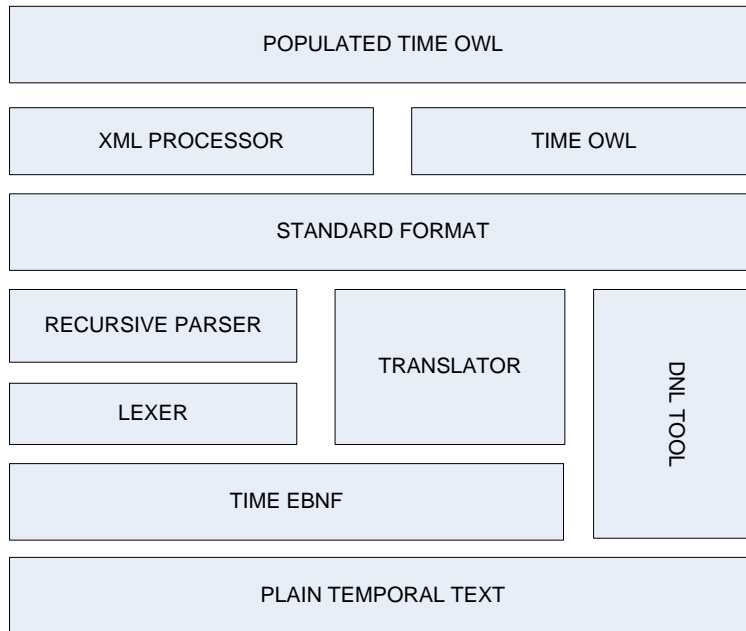 POPULATED TIME OWL
XML PROCESSOR
TIME OWL
STANDARD FORMAT
RECURSIVE PARSER
TRANSLATOR
DNL TOOL
LEXER
TIME EBNF
PLAIN TEMPORAL TEXT